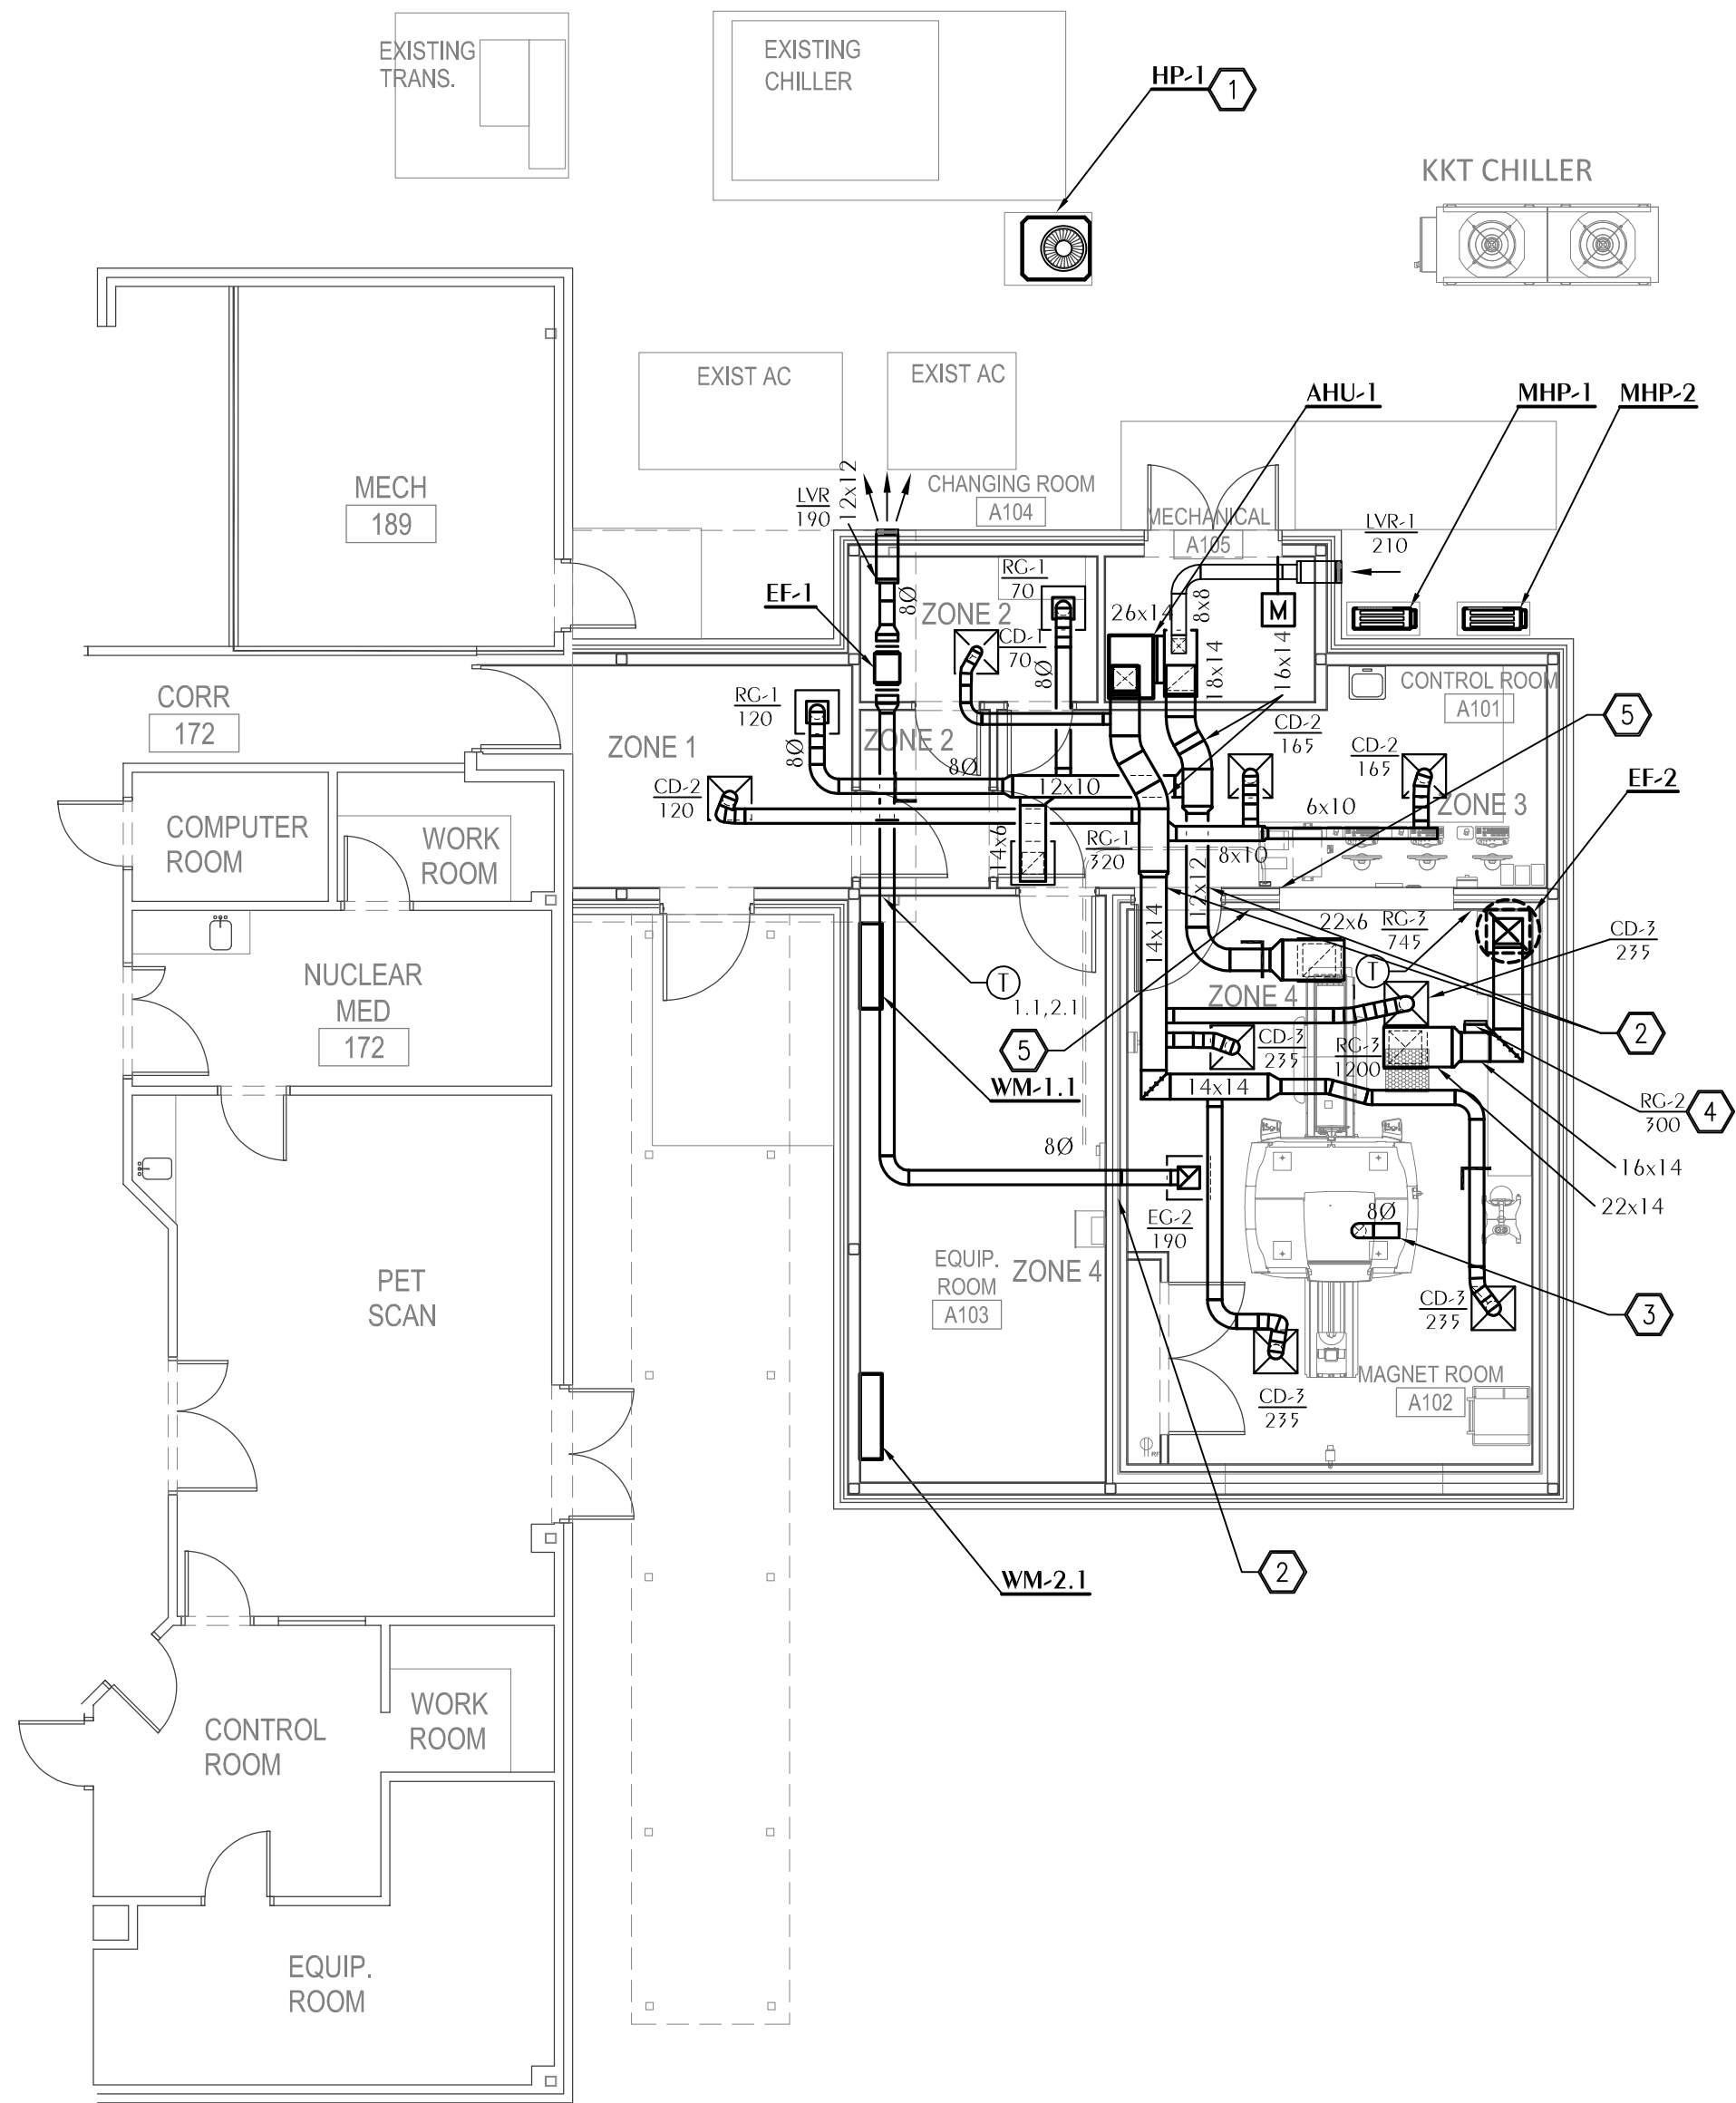 EXISTING
TRANS.
EXISTING
CHILLER
HP-1
1
KKT CHILLER
EXIST AC
EXIST AC
AHU-1
MHP-1
MHP-2
MECH
189
LVR
190
12x12
CHANGING ROOM
A104
MECHANICAL
A105
LVR-1
210
EF-1
8Ø
ZONE 2
RG-1
70
CD-1
70
8Ø
26x14
8x8
18x14
M
16x14
CONTROL ROOM
A101
5
CORR
172
ZONE 1
RG-1
120
8Ø
ZONE 2
8Ø
CD-2
165
CD-2
165
EF-2
CD-2
120
12x10
6x10
ZONE 3
COMPUTER
ROOM
WORK
ROOM
14x6
RG-1
320
8x10
12x12
14x14
22x6
RG-3
745
CD-3
235
NUCLEAR
MED
172
T
1.1,2.1
T
ZONE 4
5
2
CD-3
235
RG-3
1200
WM-1.1
14x14
RG-2
300
4
8Ø
16x14
22x14
EG-2
190
8Ø
EQUIP.
ROOM
A103
ZONE 4
PET
SCAN
CD-3
235
3
MAGNET ROOM
A102
CD-3
235
RP
WM-2.1
2
CONTROL
ROOM
WORK
ROOM
EQUIP.
ROOM